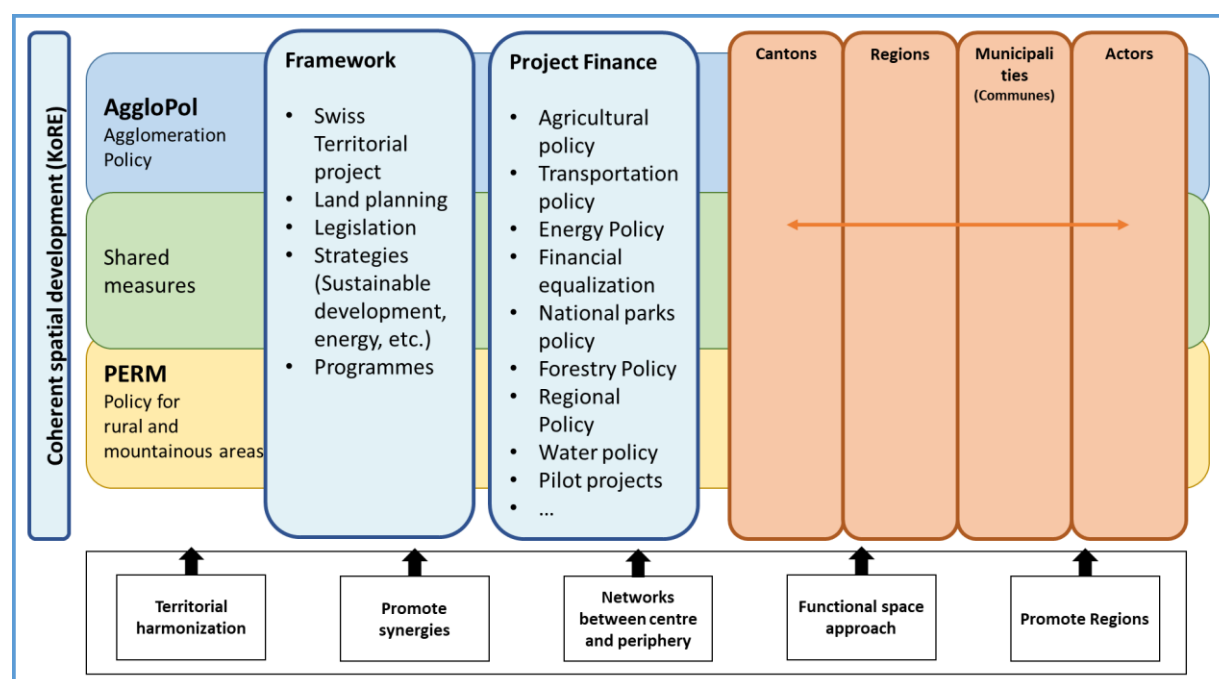 Coherent spatial development (KoRE)
AggloPol
Agglomeration
Policy
Shared
measures
PERM
Policy for
rural and
mountainous areas
Framework
• Swiss
Territorial
project
• Land planning
• Legislation
• Strategies
(Sustainable
development,
energy, etc.)
• Programmes
Project Finance
• Agricultural
policy
• Transportation
policy
• Energy Policy
• Financial
equalization
• National parks
policy
• Forestry Policy
• Regional
Policy
• Water policy
• Pilot projects
• ...
Cantons
Regions
Municipali
ties
(Communes)
Actors
Territorial
harmonization
Promote
synergies
Networks
between centre
and periphery
Functional space
approach
Promote Regions